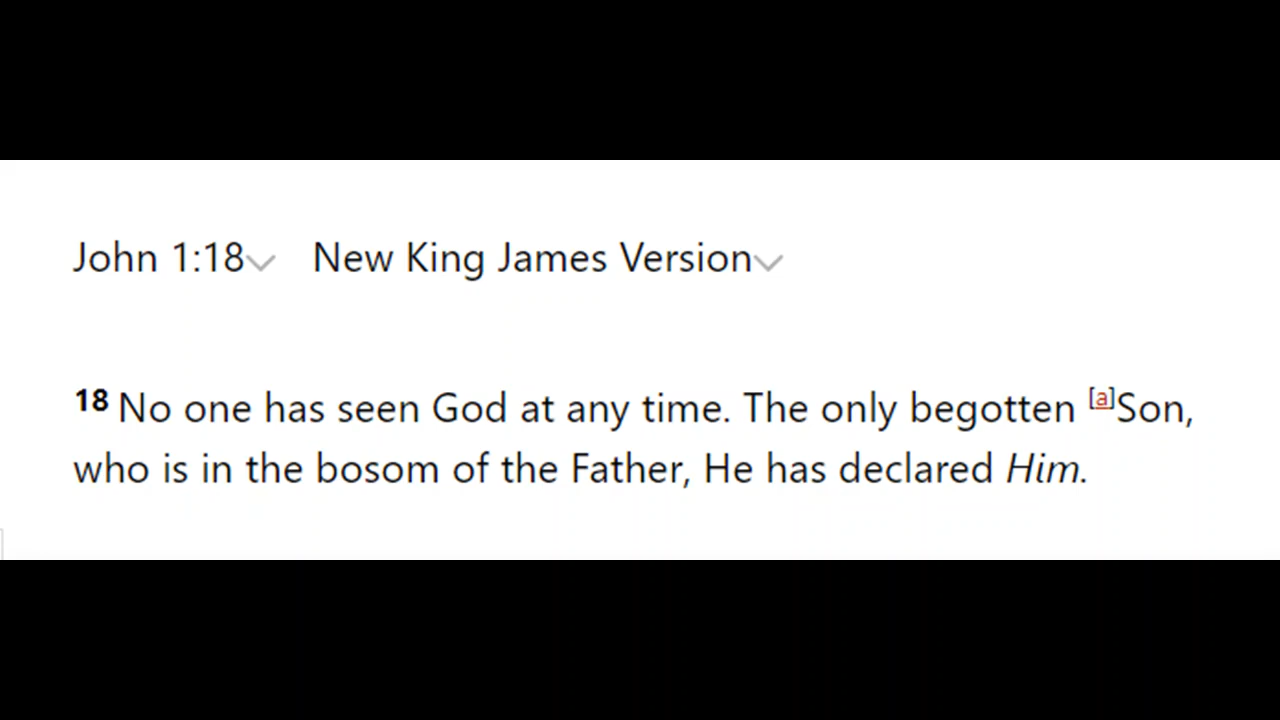 John 1:18 New King James Version
18 No one has seen God at any time. The only begotten [a]Son,
who is in the bosom of the Father, He has declared Him.